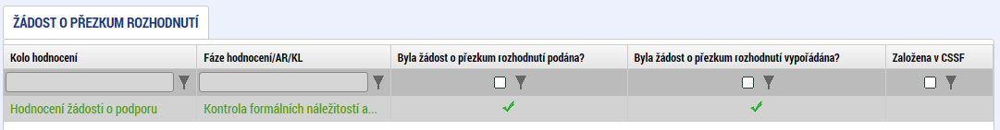 ŽÁDOST O PŘEZKUM ROZHODNUTÍ
Kolo hodnocení Fáze hodnocení/AR/KL Byla žádost o přezkum rozhodnutí podána? Byla žádost o přezkum rozhodnutí vypořádána? Založena v CSSF
Hodnocení žádosti o podporu Kontrola formálních náležitostí a...